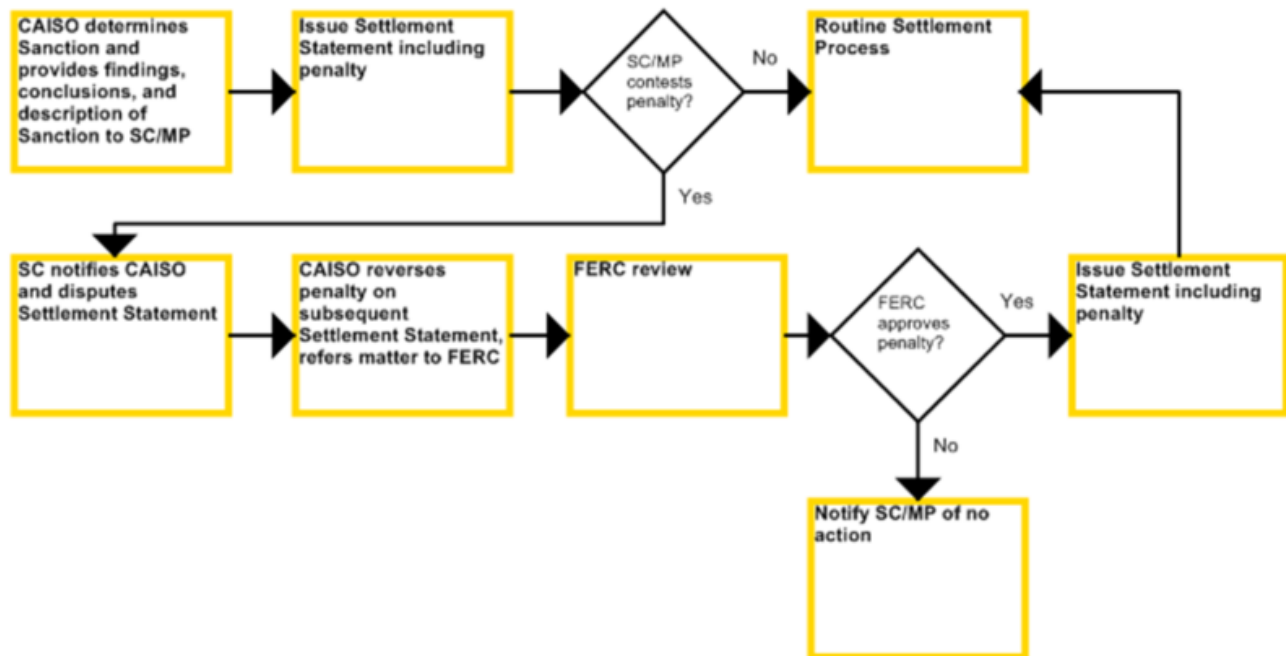 CAISO determines
Sanction and
provides findings,
conclusions, and
description of
Sanction to SC/MP
Issue Settlement
Statement including
penalty
SC/MP
contests
penalty?
No
Routine Settlement
Process
Yes
SC notifies CAISO
and disputes
Settlement Statement
CAISO reverses
penalty on
subsequent
Settlement Statement,
refers matter to FERC
FERC review
FERC
approves
penalty?
Yes
Issue Settlement
Statement including
penalty
No
Notify SC/MP of no
action